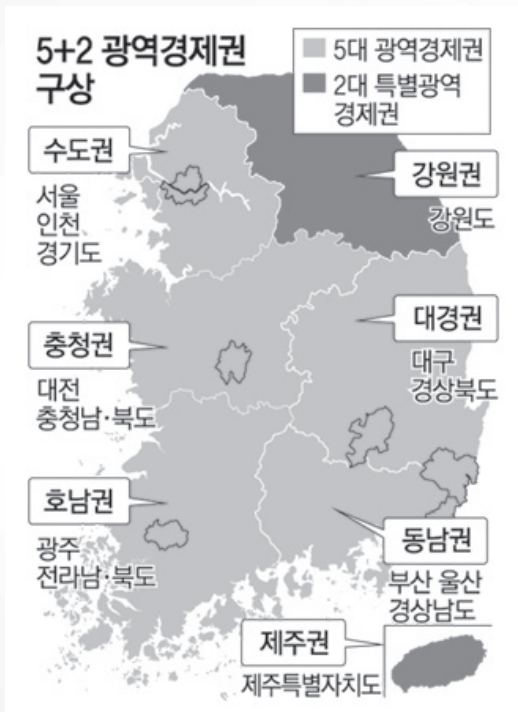 5+2 광역경제권
구상
5대 광역경제권
2대 특별광역
경제권
수도권
서울
인천
경기도
강원권
강원도
충청권
대전
충청남·북도
대경권
대구
경상북도
호남권
광주
전라남·북도
동남권
부산 울산
경상남도
제주권
제주특별자치도